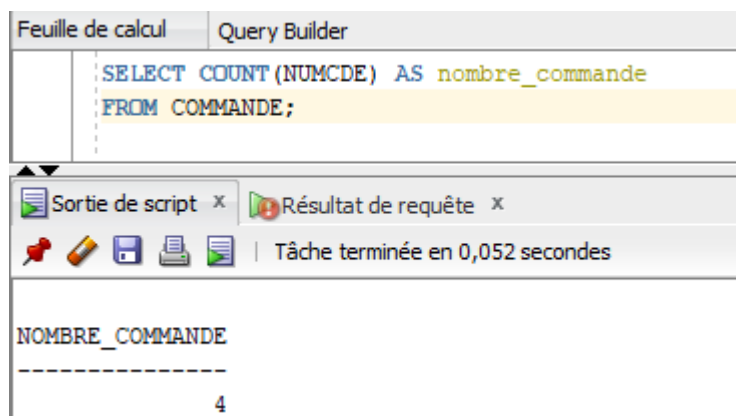 Feuille de calcul Query Builder
SELECT COUNT(NUMCDE) AS nombre_commande
FROM COMMANDE;
Sortie de script x Résultat de requête x
Tâche terminée en 0,052 secondes
NOMBRE_COMMANDE
---------------
4